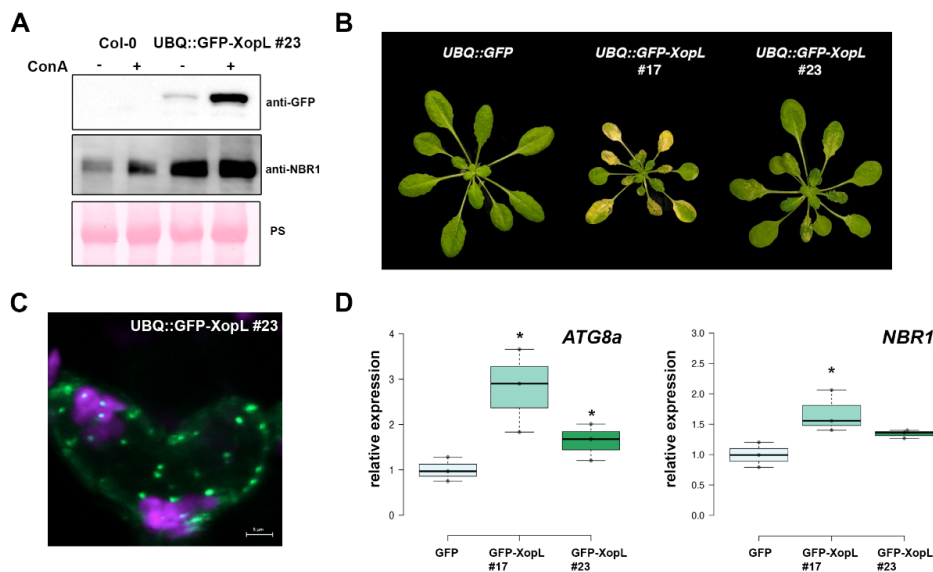 A
Col-0 UBQ::GFP-XopL #23
ConA - + - +
anti-GFP
anti-NBR1
PS
B
UBQ::GFP
UBQ::GFP-XopL
#17
UBQ::GFP-XopL
#23
C
UBQ::GFP-XopL #23
5 µm
D
ATG8a
relative expression
4
3
2
1
0
*
*
GFP
GFP-XopL
#17
GFP-XopL
#23
NBR1
relative expression
3.0
2.5
2.0
1.5
1.0
0.5
0.0
*
GFP
GFP-XopL
#17
GFP-XopL
#23